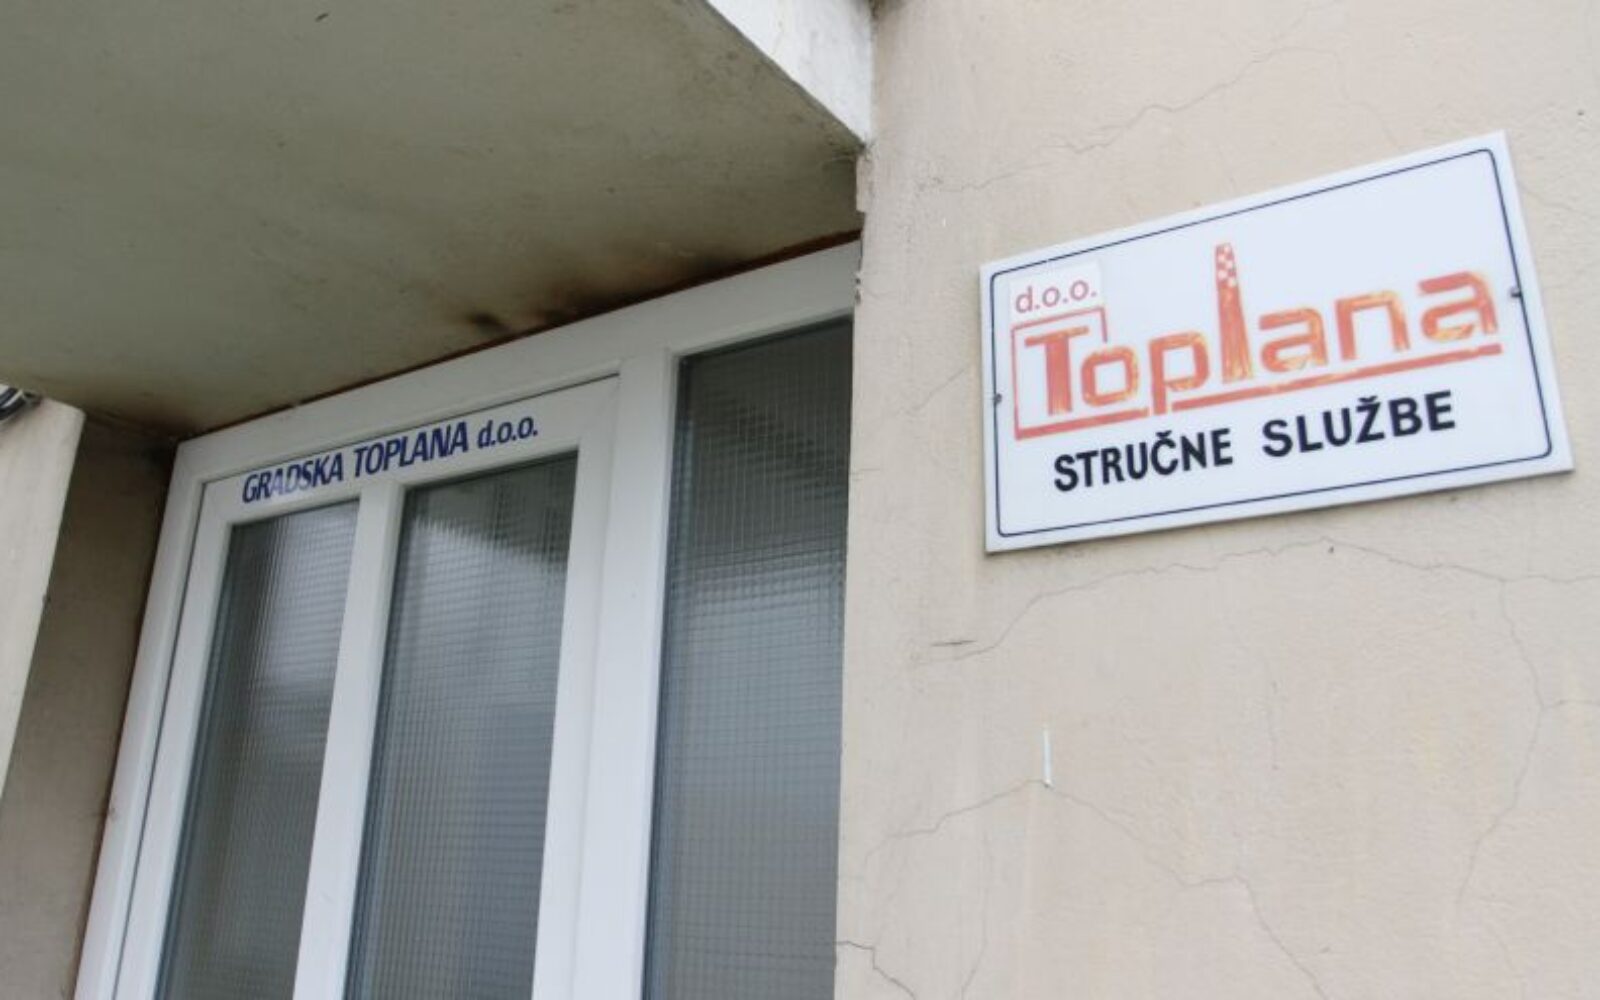 GRADSKA TOPLANA d.o.o.
d.o.o.
Toplana
STRUČNE SLUŽBE